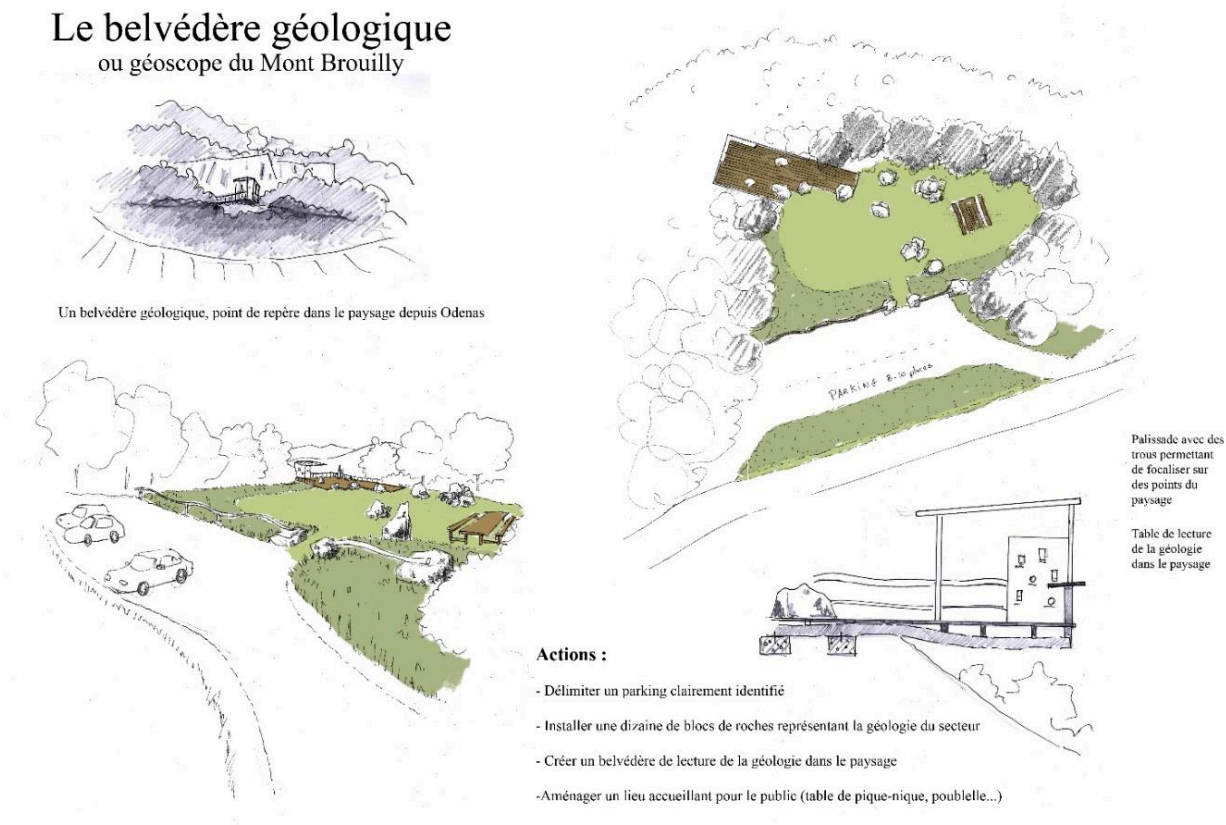 Le belvédère géologique
ou géoscope du Mont Brouilly
Un belvédère géologique, point de repère dans le paysage depuis Odenas
PARKING 8-10 places
Palissade avec des
trous permettant
de focaliser sur
des points du
paysage
Table de lecture
de la géologie
dans le paysage
Actions :
- Délimiter un parking clairement identifié
- Installer une dizaine de blocs de roches représentant la géologie du secteur
- Créer un belvédère de lecture de la géologie dans le paysage
-Aménager un lieu accueillant pour le public (table de pique-nique, poublelle...)